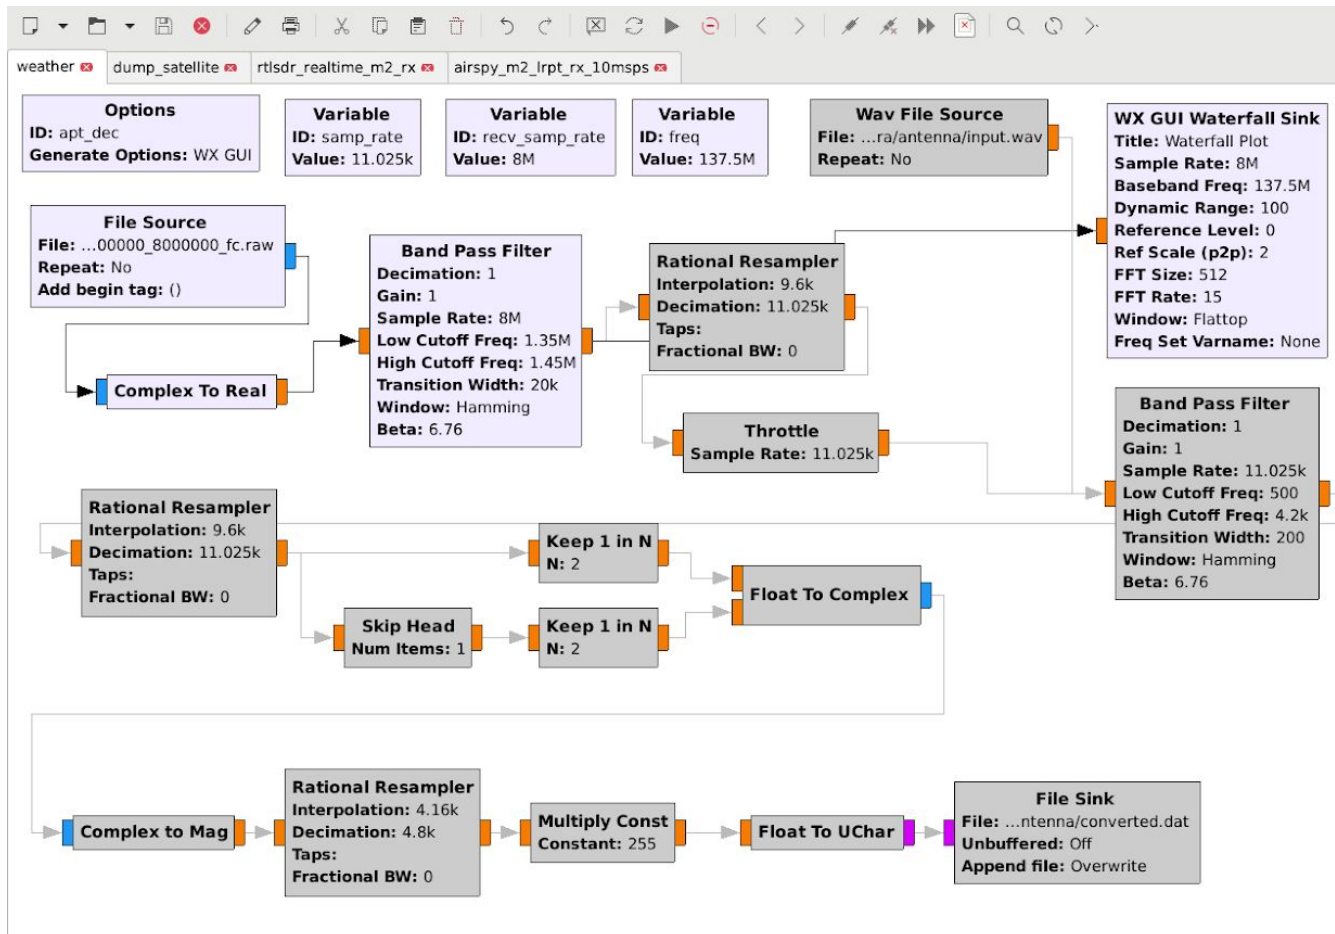 weather
dump_satellite
rtlsdr_realtime_m2_rx
airspy_m2_lrpt_rx_10msps
Options
ID: apt_dec
Generate Options: WX GUI
Variable
ID: samp_rate
Value: 11.025k
Variable
ID: recv_samp_rate
Value: 8M
Variable
ID: freq
Value: 137.5M
Wav File Source
File: ...ra/antenna/input.wav
Repeat: No
WX GUI Waterfall Sink
Title: Waterfall Plot
Sample Rate: 8M
Baseband Freq: 137.5M
Dynamic Range: 100
Reference Level: 0
Ref Scale (p2p): 2
FFT Size: 512
FFT Rate: 15
Window: Flattop
Freq Set Varname: None
File Source
File: ...00000_8000000_fc.raw
Repeat: No
Add begin tag: ()
Band Pass Filter
Decimation: 1
Gain: 1
Sample Rate: 8M
Low Cutoff Freq: 1.35M
High Cutoff Freq: 1.45M
Transition Width: 20k
Window: Hamming
Beta: 6.76
Rational Resampler
Interpolation: 9.6k
Decimation: 11.025k
Taps:
Fractional BW: 0
Complex To Real
Throttle
Sample Rate: 11.025k
Band Pass Filter
Decimation: 1
Gain: 1
Sample Rate: 11.025k
Low Cutoff Freq: 500
High Cutoff Freq: 4.2k
Transition Width: 200
Window: Hamming
Beta: 6.76
Rational Resampler
Interpolation: 9.6k
Decimation: 11.025k
Taps:
Fractional BW: 0
Keep 1 in N
N: 2
Skip Head
Num Items: 1
Keep 1 in N
N: 2
Float To Complex
Complex to Mag
Rational Resampler
Interpolation: 4.16k
Decimation: 4.8k
Taps:
Fractional BW: 0
Multiply Const
Constant: 255
Float To UChar
File Sink
File: ...ntenna/converted.dat
Unbuffered: Off
Append file: Overwrite